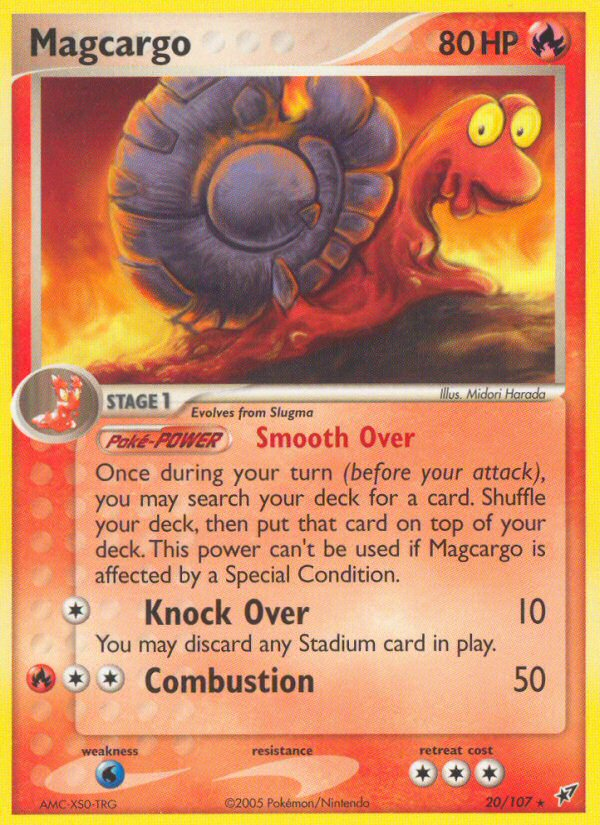 Magcargo 80 HP
Illus. Midori Harada
STAGE 1
Evolves from Slugma
Poké-POWER Smooth Over
Once during your turn (before your attack),
you may search your deck for a card. Shuffle
your deck, then put that card on top of your
deck. This power can't be used if Magcargo is
affected by a Special Condition.
Knock Over 10
You may discard any Stadium card in play.
Combustion 50
weakness resistance retreat cost
AMC-XS0-TRG ©2005 Pokémon/Nintendo 20/107 ★